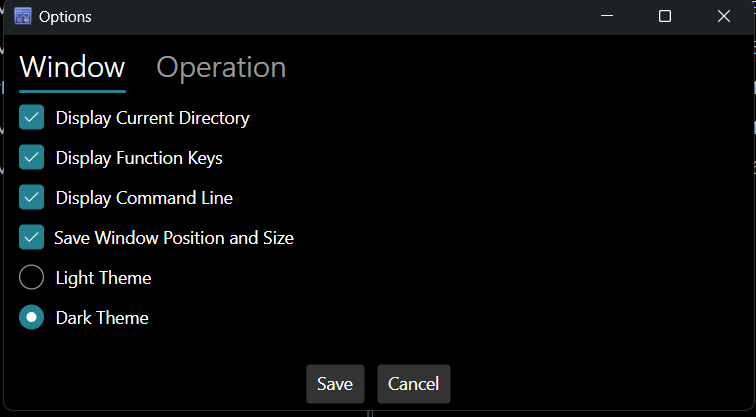 Options
Window Operation
Display Current Directory
Display Function Keys
Display Command Line
Save Window Position and Size
Light Theme
Dark Theme
Save Cancel